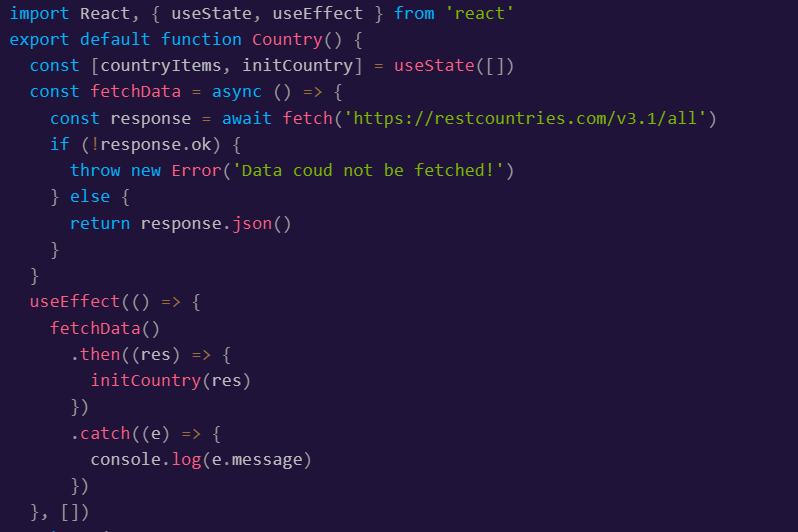 import React, { useState, useEffect } from 'react'
export default function Country() {
  const [countryItems, initCountry] = useState([])
  const fetchData = async () => {
    const response = await fetch('https://restcountries.com/v3.1/all')
    if (!response.ok) {
      throw new Error('Data coud not be fetched!')
    } else {
      return response.json()
    }
  }
  useEffect(() => {
    fetchData()
      .then((res) => {
        initCountry(res)
      })
      .catch((e) => {
        console.log(e.message)
      })
  }, [])